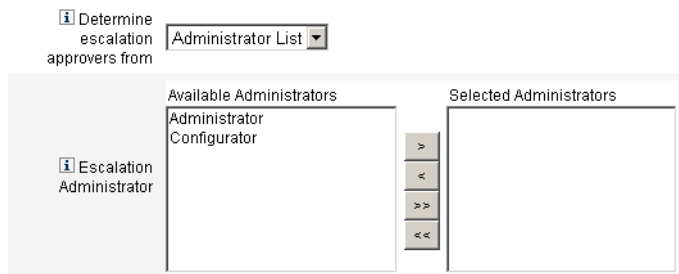 Determine
escalation
approvers from
Administrator List
Available Administrators
Selected Administrators
Administrator
Configurator
Escalation
Administrator
>
<
>>
<<